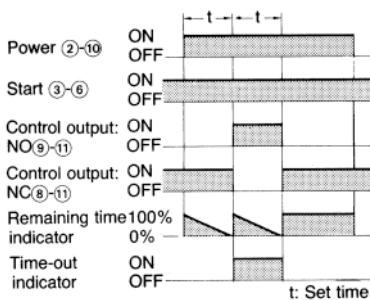 t t
Power ②-⑩ ON
OFF
Start ③-⑥ ON
OFF
Control output: ON
NO⑨-⑪ OFF
Control output: ON
NC⑧-⑪ OFF
Remaining time 100%
indicator 0%
Time-out ON
indicator OFF
t: Set time